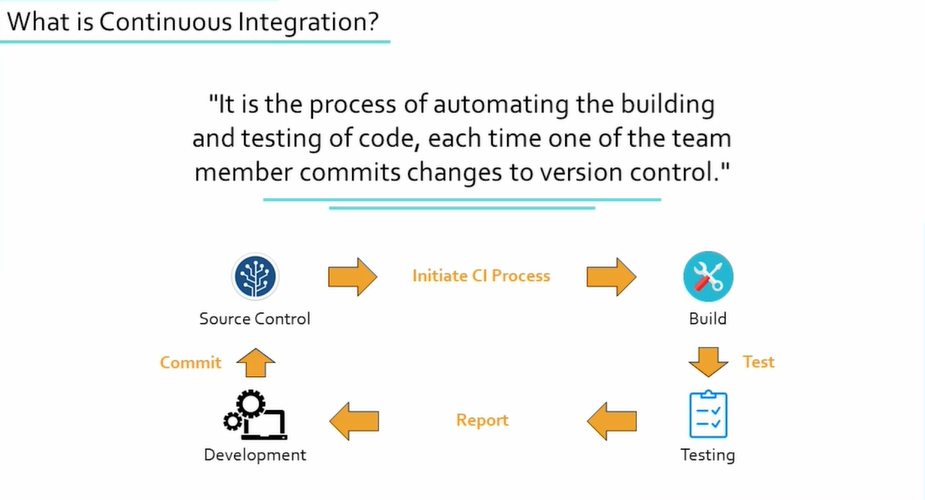 What is Continuous Integration?
"It is the process of automating the building
and testing of code, each time one of the team
member commits changes to version control."
Initiate CI Process
Source Control
Build
Commit
Test
Report
Development
Testing